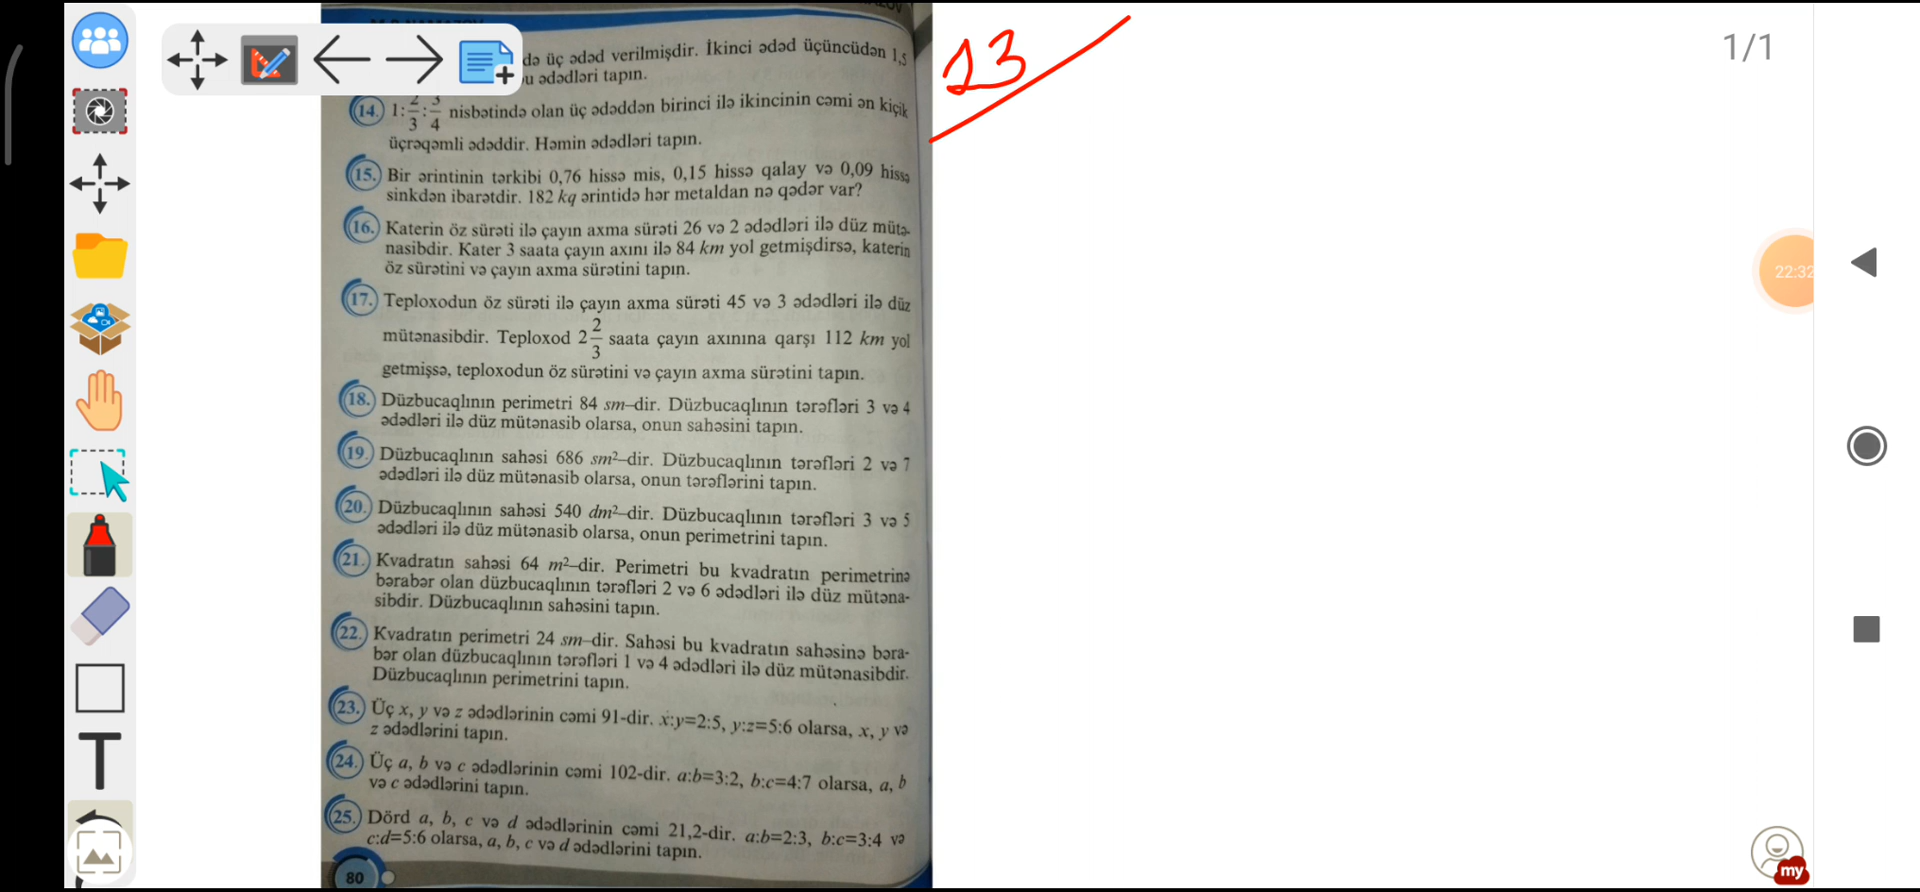 də üç ədəd verilmişdir. İkinci ədəd üçüncüdən 1,5
u ədədləri tapın.
14. 1:2/3:3/4 nisbətində olan üç ədəddən birinci ilə ikincinin cəmi ən kiçik
üçrəqəmli ədəddir. Həmin ədədləri tapın.
15. Bir ərintinin tərkibi 0,76 hissə mis, 0,15 hissə qalay və 0,09 hissə
sinkdən ibarətdir. 182 kq ərintidə hər metaldan nə qədər var?
16. Katerin öz sürəti ilə çayın axma sürəti 26 və 2 ədədləri ilə düz mütə-
nasibdir. Kater 3 saata çayın axını ilə 84 km yol getmişdirsə, katerin
öz sürətini və çayın axma sürətini tapın.
17. Teploxodun öz sürəti ilə çayın axma sürəti 45 və 3 ədədləri ilə düz
mütənasibdir. Teploxod 2 2/3 saata çayın axınına qarşı 112 km yol
getmişsə, teploxodun öz sürətini və çayın axma sürətini tapın.
18. Düzbucaqlının perimetri 84 sm–dir. Düzbucaqlının tərəfləri 3 və 4
ədədləri ilə düz mütənasib olarsa, onun sahəsini tapın.
19. Düzbucaqlının sahəsi 686 sm²–dir. Düzbucaqlının tərəfləri 2 və 7
ədədləri ilə düz mütənasib olarsa, onun tərəflərini tapın.
20. Düzbucaqlının sahəsi 540 dm²–dir. Düzbucaqlının tərəfləri 3 və 5
ədədləri ilə düz mütənasib olarsa, onun perimetrini tapın.
21. Kvadratın sahəsi 64 m²–dir. Perimetri bu kvadratın perimetrinə
bərabər olan düzbucaqlının tərəfləri 2 və 6 ədədləri ilə düz mütəna-
sibdir. Düzbucaqlının sahəsini tapın.
22. Kvadratın perimetri 24 sm–dir. Sahəsi bu kvadratın sahəsinə bəra-
bər olan düzbucaqlının tərəfləri 1 və 4 ədədləri ilə düz mütənasibdir.
Düzbucaqlının perimetrini tapın.
23. Üç x, y və z ədədlərinin cəmi 91-dir. x:y=2:5, y:z=5:6 olarsa, x, y və
z ədədlərini tapın.
24. Üç a, b və c ədədlərinin cəmi 102-dir. a:b=3:2, b:c=4:7 olarsa, a, b
və c ədədlərini tapın.
25. Dörd a, b, c və d ədədlərinin cəmi 21,2-dir. a:b=2:3, b:c=3:4 və
c:d=5:6 olarsa, a, b, c və d ədədlərini tapın.
80
13
1/1
22:32
my
T